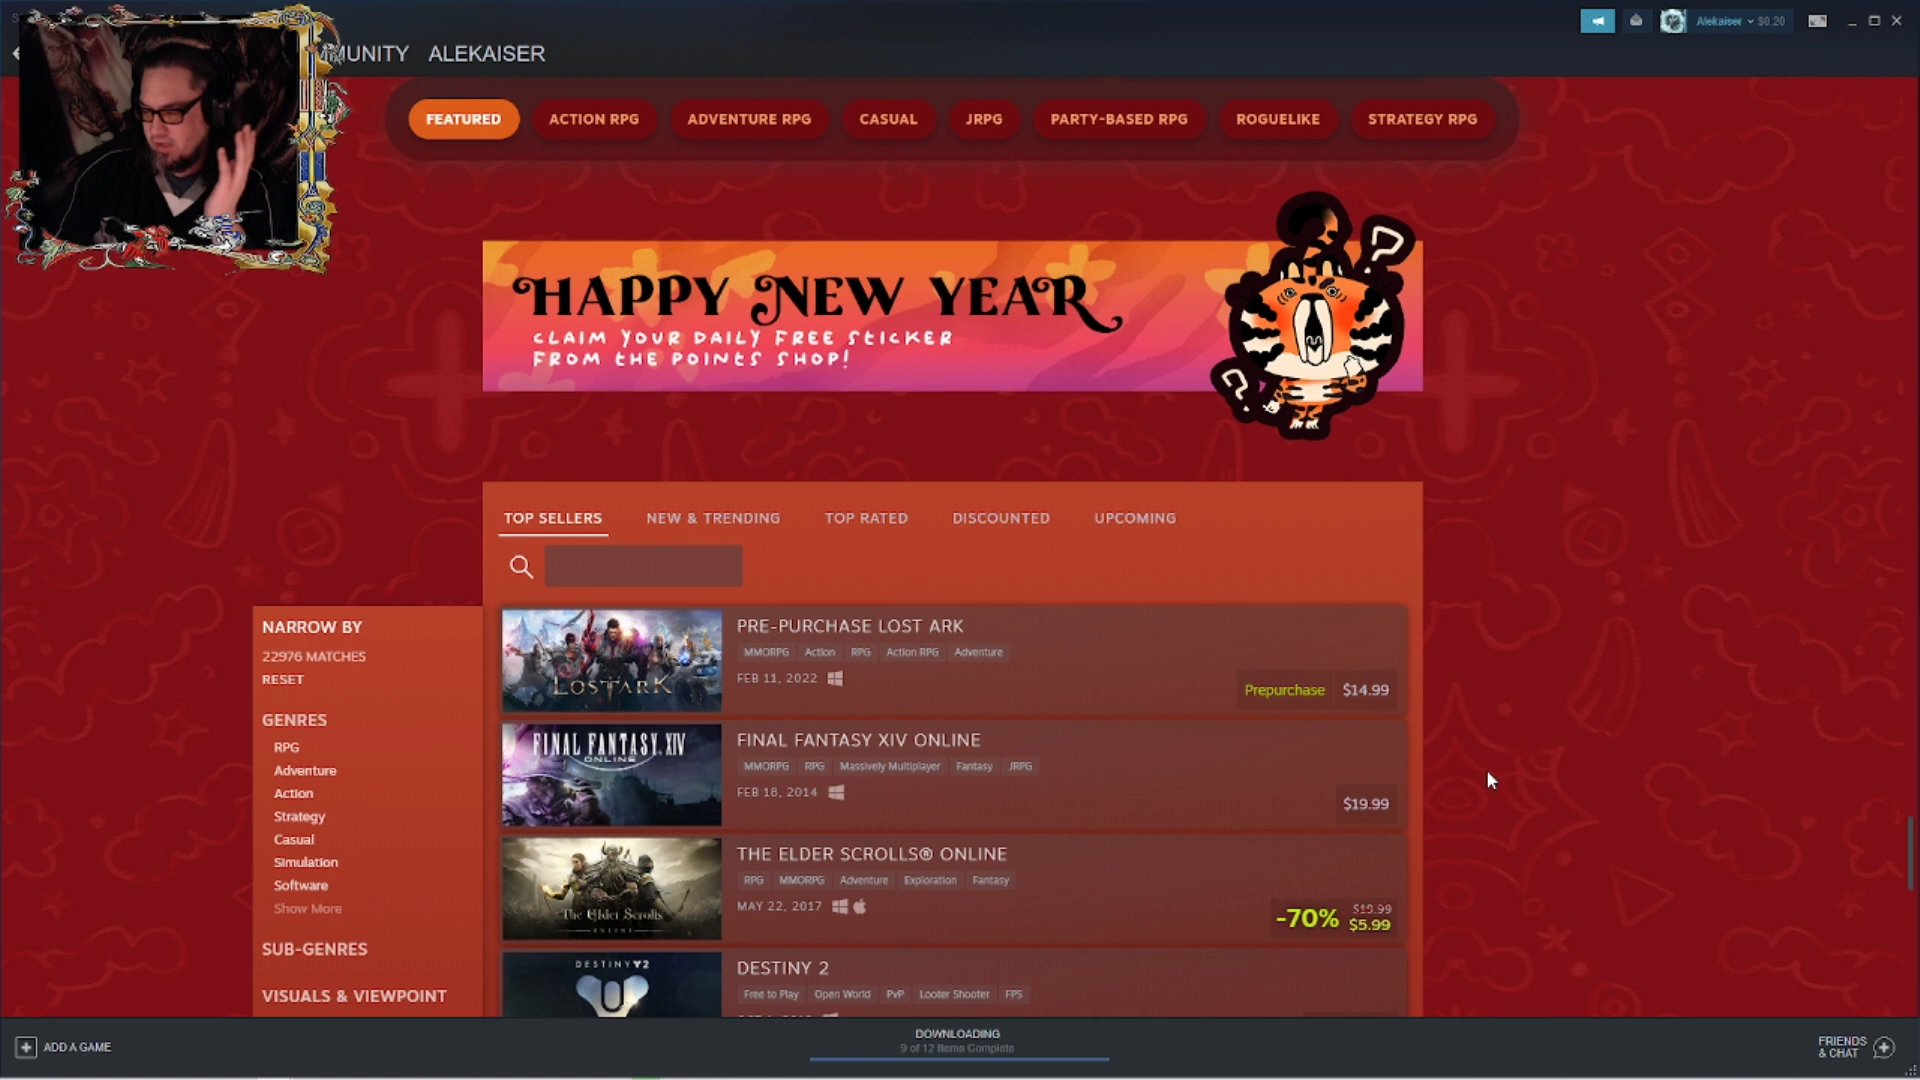 Alekaiser $0.20
ALEKAISER
FEATURED
ACTION RPG
ADVENTURE RPG
CASUAL
JRPG
PARTY-BASED RPG
ROGUELIKE
STRATEGY RPG
HAPPY NEW YEAR
CLAIM YOUR DAILY FREE STICKER
FROM THE POINTS SHOP!
TOP SELLERS
NEW & TRENDING
TOP RATED
DISCOUNTED
UPCOMING
NARROW BY
22976 MATCHES
RESET
GENRES
RPG
Adventure
Action
Strategy
Casual
Simulation
Software
Show More
SUB-GENRES
VISUALS & VIEWPOINT
LOST ARK
PRE-PURCHASE LOST ARK
MMORPG Action RPG Action RPG Adventure
FEB 11, 2022
Prepurchase $14.99
FINAL FANTASY XIV
ONLINE
FINAL FANTASY XIV ONLINE
MMORPG RPG Massively Multiplayer Fantasy JRPG
FEB 18, 2014
$19.99
The Elder Scrolls
ONLINE
THE ELDER SCROLLS® ONLINE
RPG MMORPG Adventure Exploration Fantasy
MAY 22, 2017
-70% $19.99
$5.99
DESTINY 2
DESTINY 2
Free to Play Open World PvP Looter Shooter FPS
ADD A GAME
DOWNLOADING
9 of 12 Items Complete
FRIENDS
& CHAT